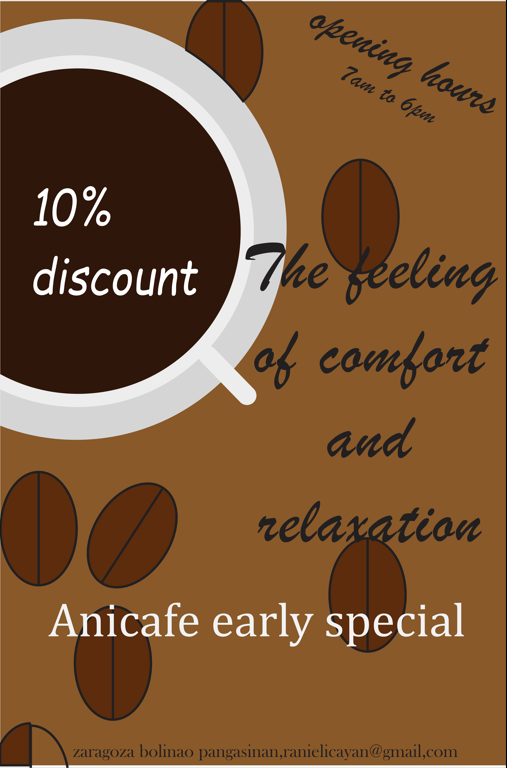 opening hours
7am to 6pm
10%
discount
The feeling
of comfort
and
relaxation
Anicafe early special
zaragoza bolinao pangasinan,ranielicayan@gmail,com